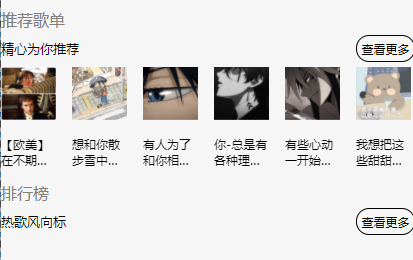 推荐歌单
精心为你推荐
查看更多
【欧美】
在不期...
想和你散
步雪中...
有人为了
和你相...
你-总是有
各种理...
有些心动
一开始...
我想把这
些甜甜...
排行榜
热歌风向标
查看更多